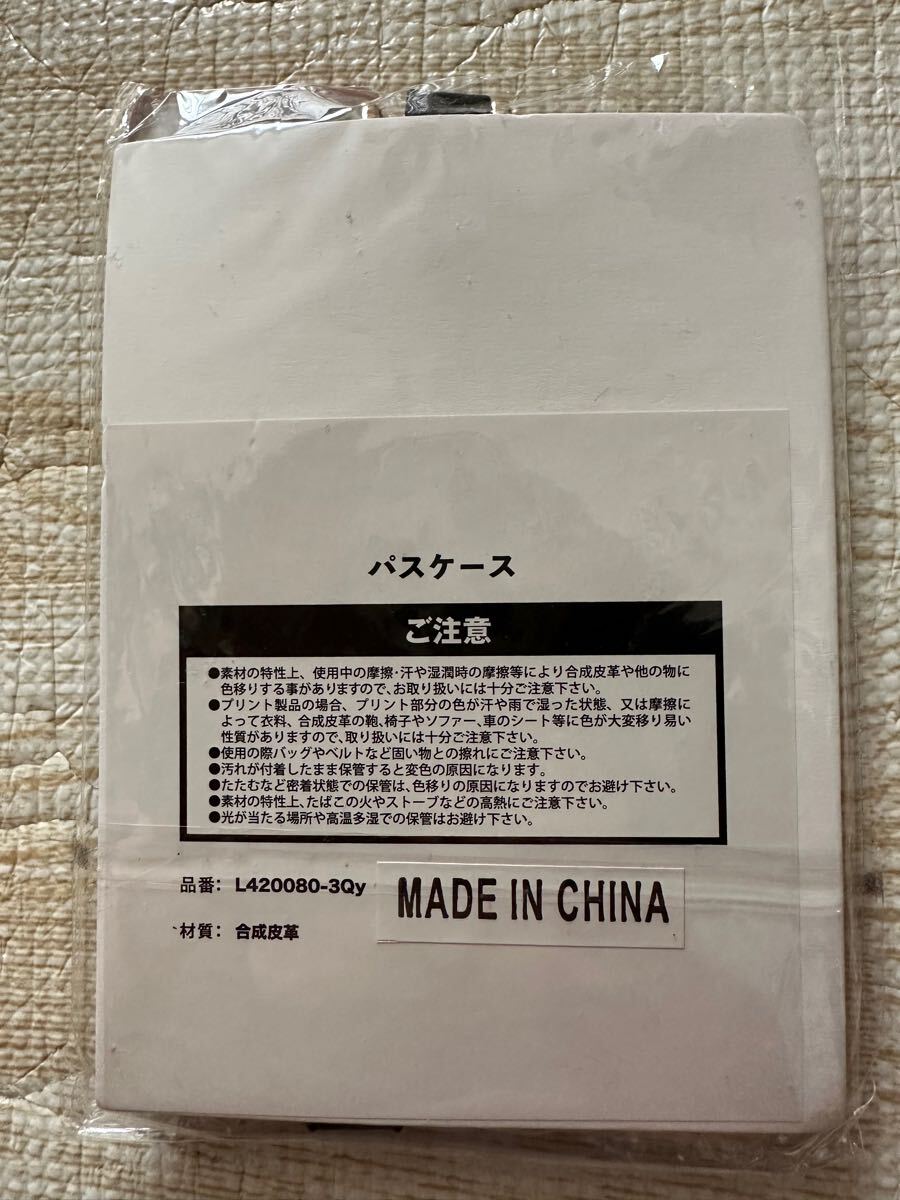 パスケース
ご注意
●素材の特性上、使用中の摩擦・汗や湿潤時の摩擦等により合成皮革や他の物に
色移りする事がありますので、お取り扱いには十分ご注意下さい。
●プリント製品の場合、プリント部分の色が汗や雨で湿った状態、又は摩擦に
よって衣料、合成皮革の鞄、椅子やソファー、車のシート等に色が大変移り易い
性質がありますので、取り扱いには十分ご注意下さい。
●使用の際バッグやベルトなど固い物との擦れにご注意下さい。
●汚れが付着したまま保管すると変色の原因になります。
●たたむなど密着状態での保管は、色移りの原因になりますのでお避け下さい。
●素材の特性上、たばこの火やストーブなどの高熱にご注意下さい。
●光が当たる場所や高温多湿での保管はお避け下さい。
品番： L420080-3Qy
MADE IN CHINA
材質： 合成皮革